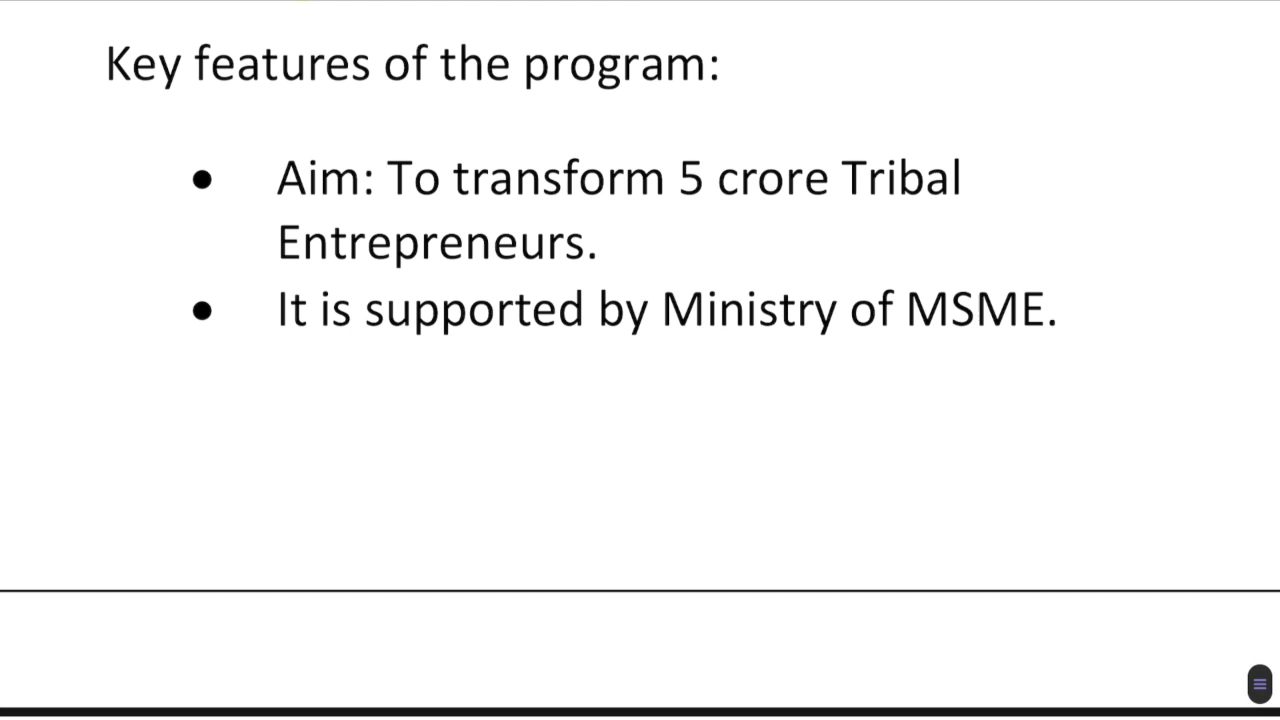 Key features of the program:
● Aim: To transform 5 crore Tribal
Entrepreneurs.
● It is supported by Ministry of MSME.